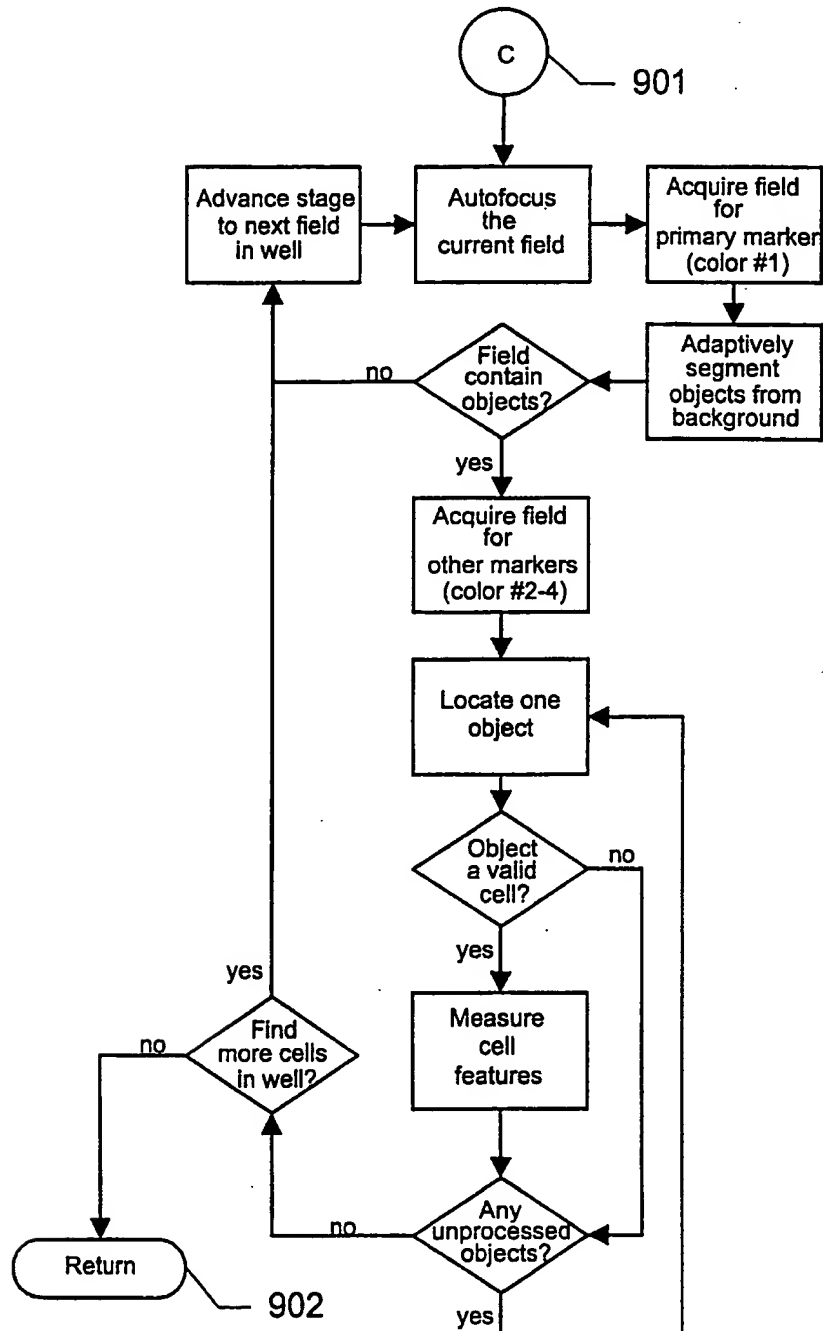 C
901
Advance stage
to next field
in well
Autofocus
the
current field
Acquire field
for
primary marker
(color #1)
Adaptively
segment
objects from
background
Field
contain
objects?
no
yes
Acquire field
for
other markers
(color #2-4)
Locate one
object
Object
a valid
cell?
no
yes
Measure
cell
features
yes
Find
more cells
in well?
no
Any
unprocessed
objects?
no
yes
Return
902